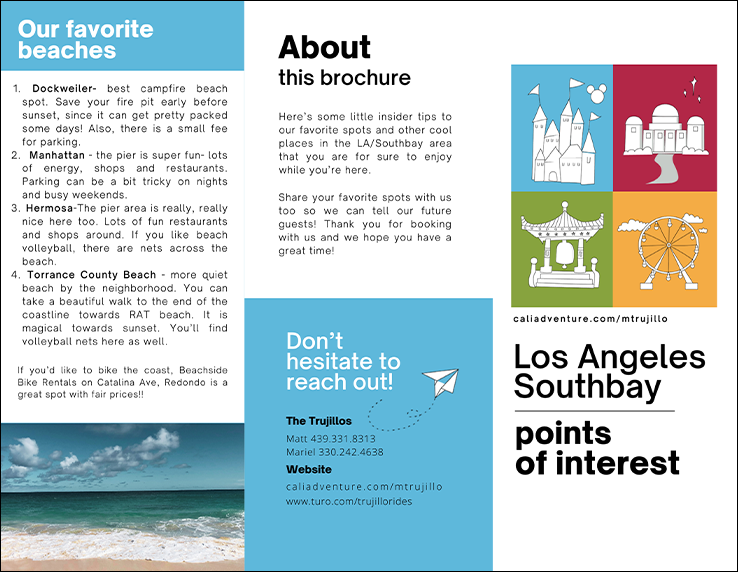 Our favorite
beaches
1. Dockweiler- best campfire beach
spot. Save your fire pit early before
sunset, since it can get pretty packed
some days! Also, there is a small fee
for parking.
2. Manhattan - the pier is super fun- lots
of energy, shops and restaurants.
Parking can be a bit tricky on nights
and busy weekends.
3. Hermosa-The pier area is really, really
nice here too. Lots of fun restaurants
and shops around. If you like beach
volleyball, there are nets across the
beach.
4. Torrance County Beach - more quiet
beach by the neighborhood. You can
take a beautiful walk to the end of the
coastline towards RAT beach. It is
magical towards sunset. You'll find
volleyball nets here as well.
If you'd like to bike the coast, Beachside
Bike Rentals on Catalina Ave, Redondo is a
great spot with fair prices!!
About
this brochure
Here's some little insider tips to
our favorite spots and other cool
places in the LA/Southbay area
that you are for sure to enjoy
while you're here.
Share your favorite spots with us
too so we can tell our future
guests! Thank you for booking
with us and we hope you have a
great time!
Don't
hesitate to
reach out!
The Trujillos
Matt 439.331.8313
Mariel 330.242.4638
Website
caliadventure.com/mtrujillo
www.turo.com/trujillorides
caliadventure.com/mtrujillo
Los Angeles
Southbay
points
of interest